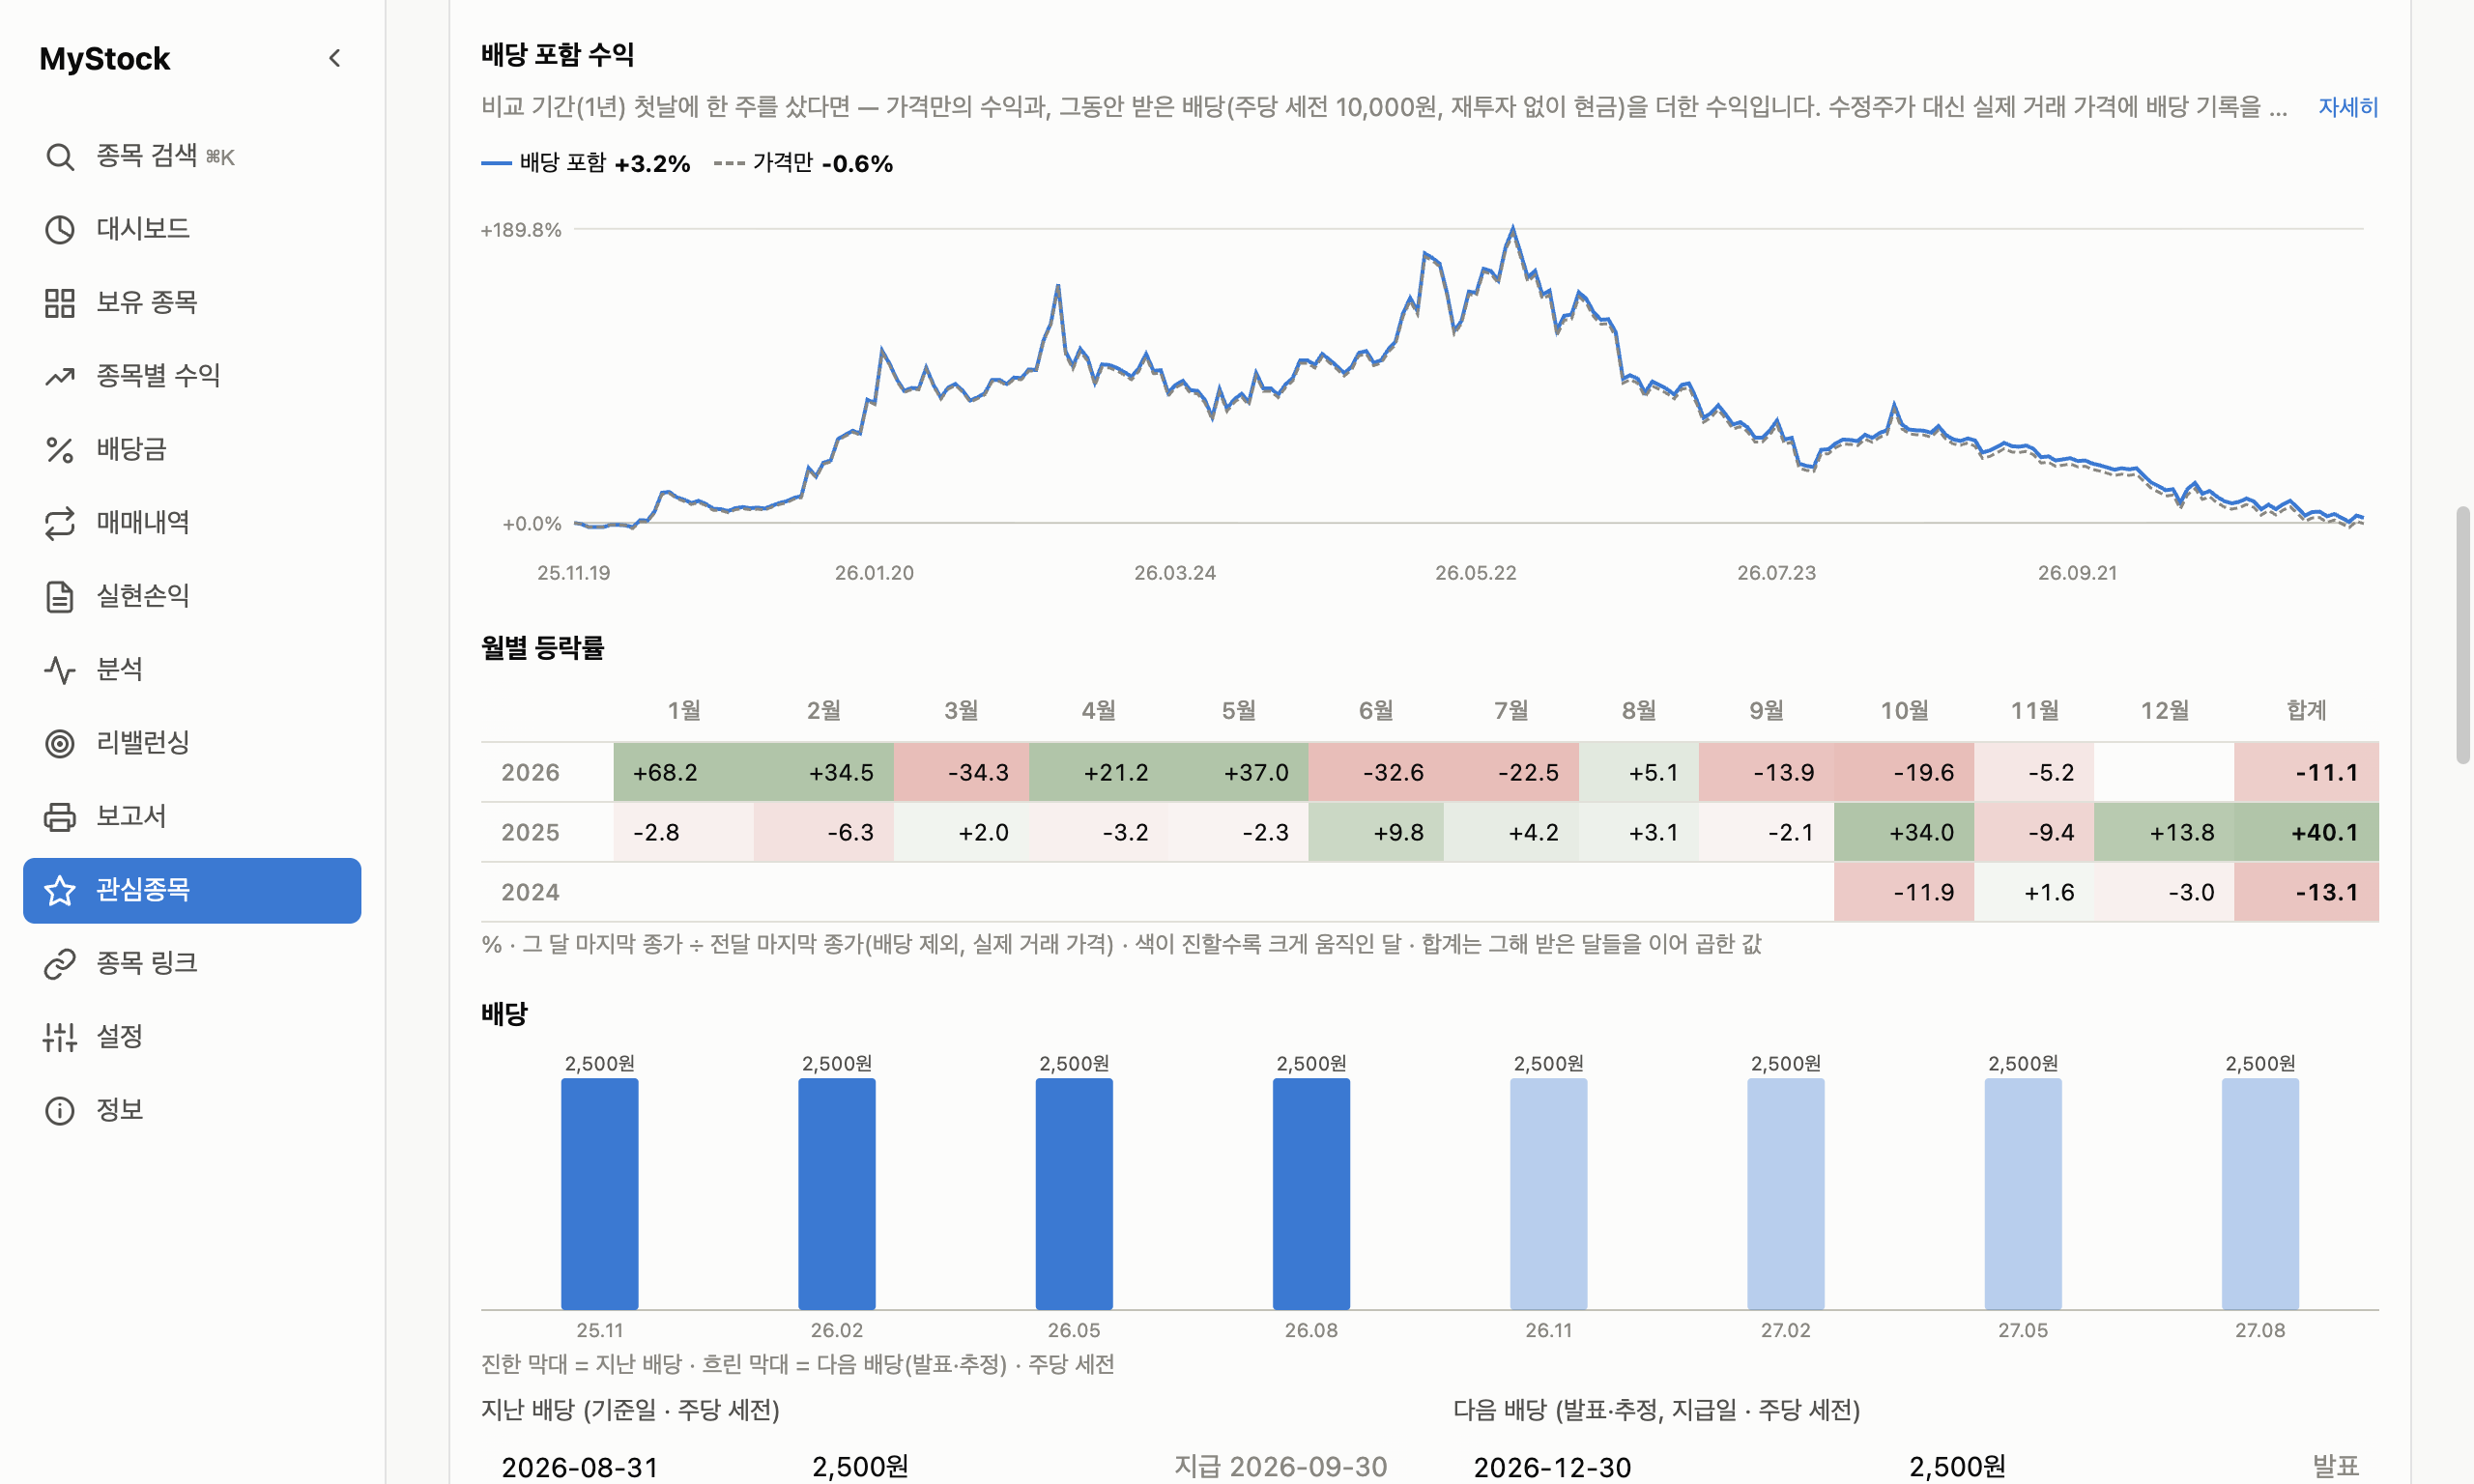 MyStock
종목 검색 ⌘K
대시보드
보유 종목
종목별 수익
배당금
매매내역
실현손익
분석
리밸런싱
보고서
관심종목
종목 링크
설정
정보
배당 포함 수익
비교 기간(1년) 첫날에 한 주를 샀다면 — 가격만의 수익과, 그동안 받은 배당(주당 세전 10,000원, 재투자 없이 현금)을 더한 수익입니다. 수정주가 대신 실제 거래 가격에 배당 기록을 ... 자세히
배당 포함 +3.2% 가격만 -0.6%
+189.8%
+0.0%
25.11.19 26.01.20 26.03.24 26.05.22 26.07.23 26.09.21
월별 등락률
1월 2월 3월 4월 5월 6월 7월 8월 9월 10월 11월 12월 합계
2026 +68.2 +34.5 -34.3 +21.2 +37.0 -32.6 -22.5 +5.1 -13.9 -19.6 -5.2 -11.1
2025 -2.8 -6.3 +2.0 -3.2 -2.3 +9.8 +4.2 +3.1 -2.1 +34.0 -9.4 +13.8 +40.1
2024 -11.9 +1.6 -3.0 -13.1
% · 그 달 마지막 종가 ÷ 전달 마지막 종가(배당 제외, 실제 거래 가격) · 색이 진할수록 크게 움직인 달 · 합계는 그해 받은 달들을 이어 곱한 값
배당
2,500원 2,500원 2,500원 2,500원 2,500원 2,500원 2,500원 2,500원
25.11 26.02 26.05 26.08 26.11 27.02 27.05 27.08
진한 막대 = 지난 배당 · 흐린 막대 = 다음 배당(발표·추정) · 주당 세전
지난 배당 (기준일 · 주당 세전)
2026-08-31 2,500원 지급 2026-09-30
다음 배당 (발표·추정, 지급일 · 주당 세전)
2026-12-30 2,500원 발표